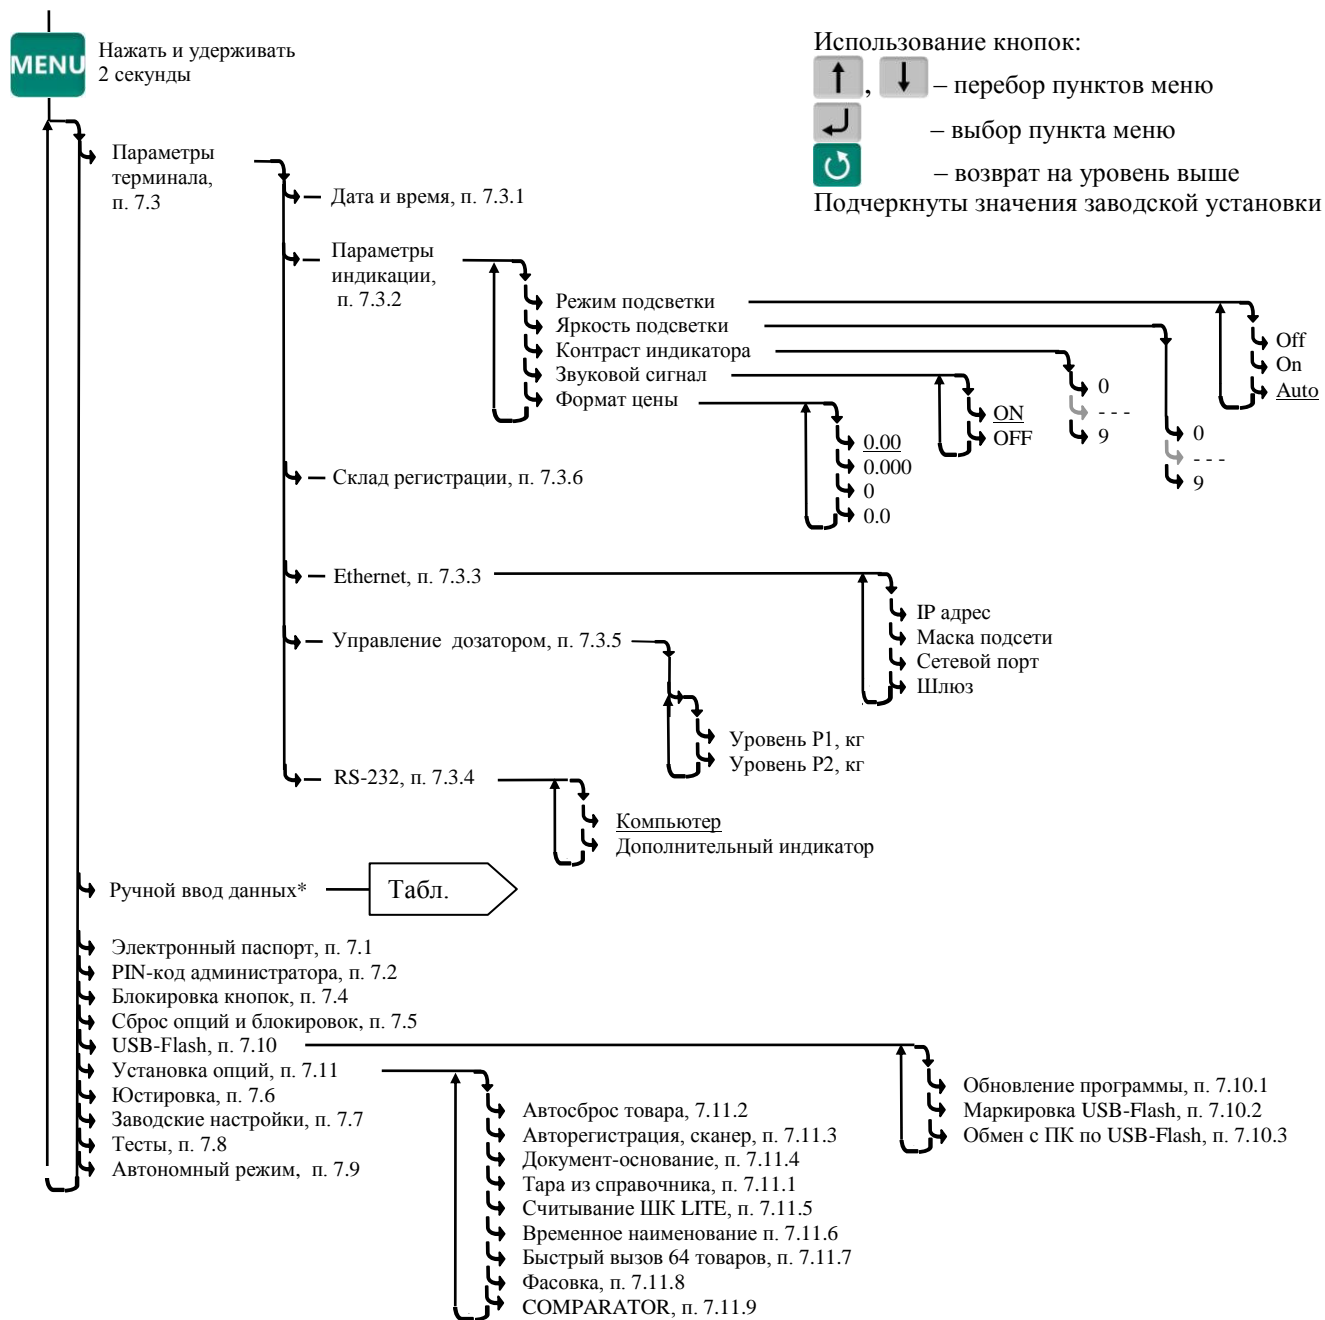 MENU
Нажать и удерживать
2 секунды
Использование кнопок:
, – перебор пунктов меню
– выбор пункта меню
– возврат на уровень выше
Подчеркнуты значения заводской установки
Параметры
терминала,
п. 7.3
Дата и время, п. 7.3.1
Параметры
индикации,
п. 7.3.2
Режим подсветки
Яркость подсветки
Контраст индикатора
Звуковой сигнал
Формат цены
Off
On
Auto
0
- - -
9
0
- - -
9
ON
OFF
0.00
0.000
0
0.0
Склад регистрации, п. 7.3.6
Ethernet, п. 7.3.3
IP адрес
Маска подсети
Сетевой порт
Шлюз
Управление дозатором, п. 7.3.5
Уровень P1, кг
Уровень P2, кг
RS-232, п. 7.3.4
Компьютер
Дополнительный индикатор
Ручной ввод данных*
Табл.
Электронный паспорт, п. 7.1
PIN-код администратора, п. 7.2
Блокировка кнопок, п. 7.4
Сброс опций и блокировок, п. 7.5
USB-Flash, п. 7.10
Установка опций, п. 7.11
Юстировка, п. 7.6
Заводские настройки, п. 7.7
Тесты, п. 7.8
Автономный режим, п. 7.9
Обновление программы, п. 7.10.1
Маркировка USB-Flash, п. 7.10.2
Обмен с ПК по USB-Flash, п. 7.10.3
Автосброс товара, 7.11.2
Авторегистрация, сканер, п. 7.11.3
Документ-основание, п. 7.11.4
Тара из справочника, п. 7.11.1
Считывание ШК LITE, п. 7.11.5
Временное наименование п. 7.11.6
Быстрый вызов 64 товаров, п. 7.11.7
Фасовка, п. 7.11.8
COMPARATOR, п. 7.11.9